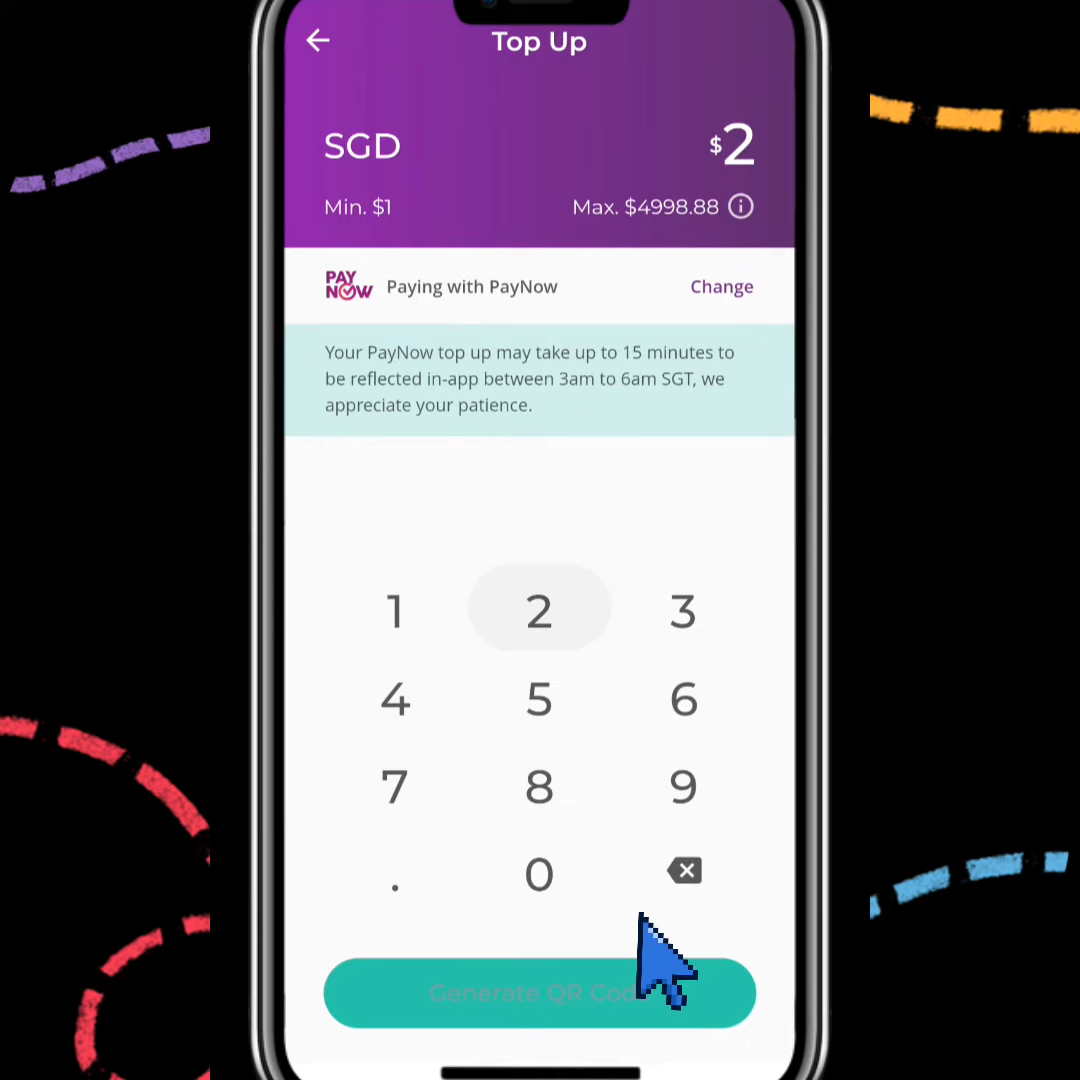 Top Up
SGD
$2
Min. $1
Max. $4998.88
PAY
NOW
Paying with PayNow
Change
Your PayNow top up may take up to 15 minutes to
be reflected in-app between 3am to 6am SGT, we
appreciate your patience.
1 2 3
4 5 6
7 8 9
. 0
Generate QR Code